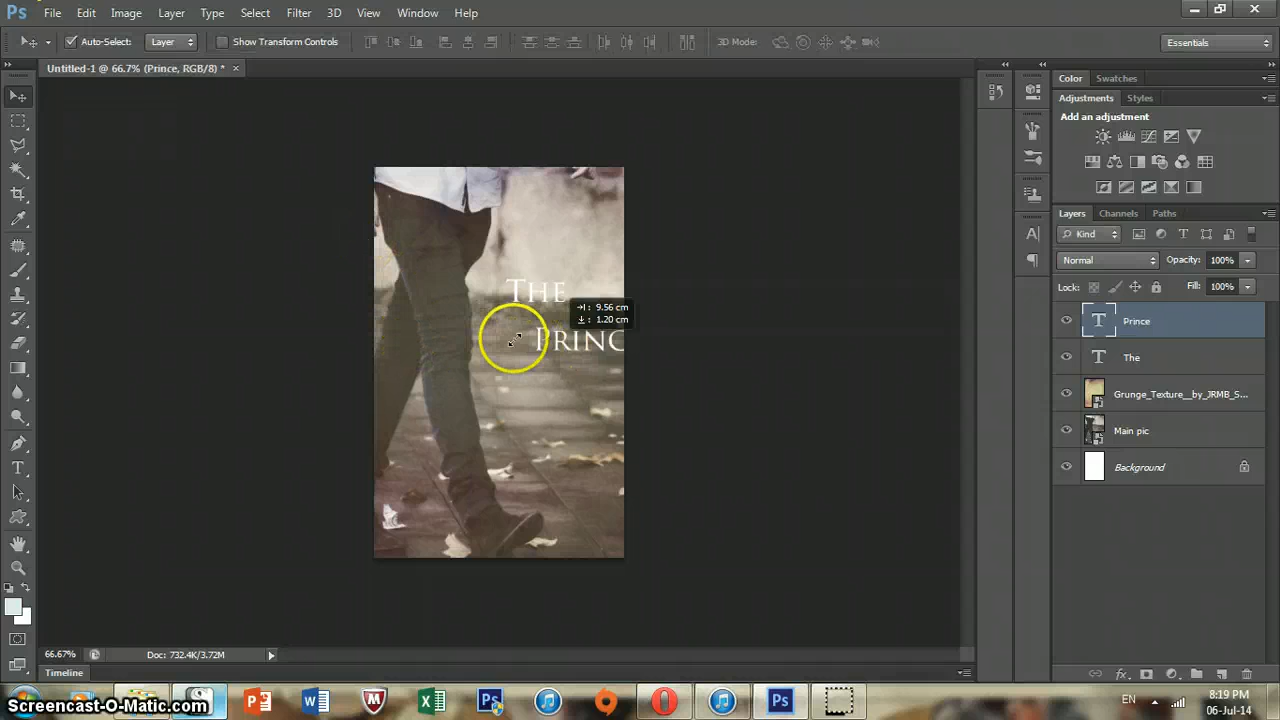 Ps File Edit Image Layer Type Select Filter 3D View Window Help
Auto-Select: Layer Show Transform Controls 3D Mode: Essentials
Untitled-1 @ 66.7% (Prince, RGB/8) * ×
Color Swatches
Adjustments Styles
Add an adjustment
Layers Channels Paths
Kind
Normal Opacity: 100%
Lock: Fill: 100%
Prince
The
Grunge_Texture__by_JRMB_S...
Main pic
Background
THE
9.56 cm
1.20 cm
PRINC
66.67% Doc: 732.4K/3.72M
Timeline
Screencast-O-Matic.com
EN 8:19 PM
06-Jul-14